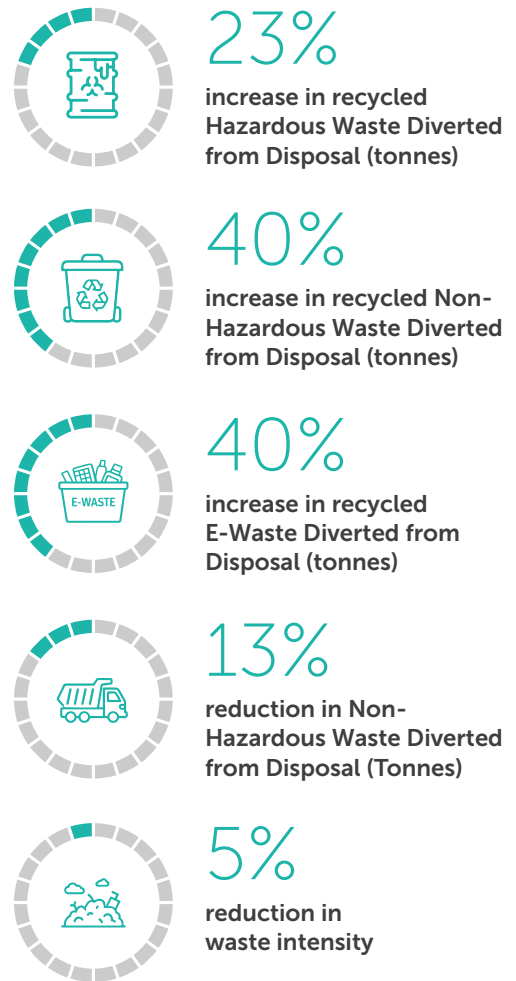 23%
increase in recycled
Hazardous Waste Diverted
from Disposal (tonnes)
40%
increase in recycled Non-
Hazardous Waste Diverted
from Disposal (tonnes)
E-WASTE
40%
increase in recycled
E-Waste Diverted from
Disposal (tonnes)
13%
reduction in Non-
Hazardous Waste Diverted
from Disposal (Tonnes)
5%
reduction in
waste intensity